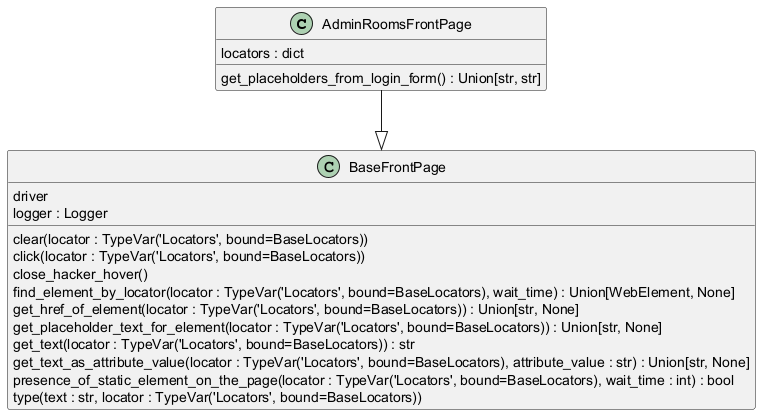 C AdminRoomsFrontPage
locators : dict
get_placeholders_from_login_form() : Union[str, str]
C BaseFrontPage
driver
logger : Logger
clear(locator : TypeVar('Locators', bound=BaseLocators))
click(locator : TypeVar('Locators', bound=BaseLocators))
close_hacker_hover()
find_element_by_locator(locator : TypeVar('Locators', bound=BaseLocators), wait_time) : Union[WebElement, None]
get_href_of_element(locator : TypeVar('Locators', bound=BaseLocators)) : Union[str, None]
get_placeholder_text_for_element(locator : TypeVar('Locators', bound=BaseLocators)) : Union[str, None]
get_text(locator : TypeVar('Locators', bound=BaseLocators)) : str
get_text_as_attribute_value(locator : TypeVar('Locators', bound=BaseLocators), attribute_value : str) : Union[str, None]
presence_of_static_element_on_the_page(locator : TypeVar('Locators', bound=BaseLocators), wait_time : int) : bool
type(text : str, locator : TypeVar('Locators', bound=BaseLocators))